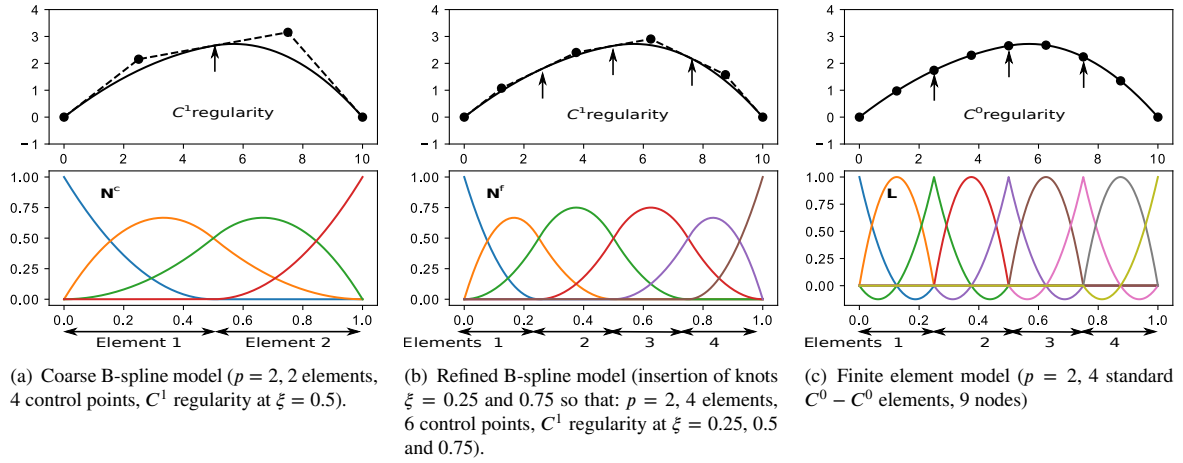 4
3
2
1
0
−1
C¹regularity
0 2 4 6 8 10
4
3
2
1
0
−1
C¹regularity
0 2 4 6 8 10
4
3
2
1
0
−1
C⁰regularity
0 2 4 6 8 10
1.00
0.75
0.50
0.25
0.00
Nᶜ
0.0 0.2 0.4 0.6 0.8 1.0
Element 1 Element 2
1.00
0.75
0.50
0.25
0.00
Nᶠ
0.0 0.2 0.4 0.6 0.8 1.0
Elements 1 2 3 4
1.00
0.75
0.50
0.25
0.00
L
0.0 0.2 0.4 0.6 0.8 1.0
Elements 1 2 3 4
(a) Coarse B-spline model (p = 2, 2 elements,
4 control points, C¹ regularity at ξ = 0.5).
(b) Refined B-spline model (insertion of knots
ξ = 0.25 and 0.75 so that: p = 2, 4 elements,
6 control points, C¹ regularity at ξ = 0.25, 0.5
and 0.75).
(c) Finite element model (p = 2, 4 standard
C⁰ − C⁰ elements, 9 nodes)